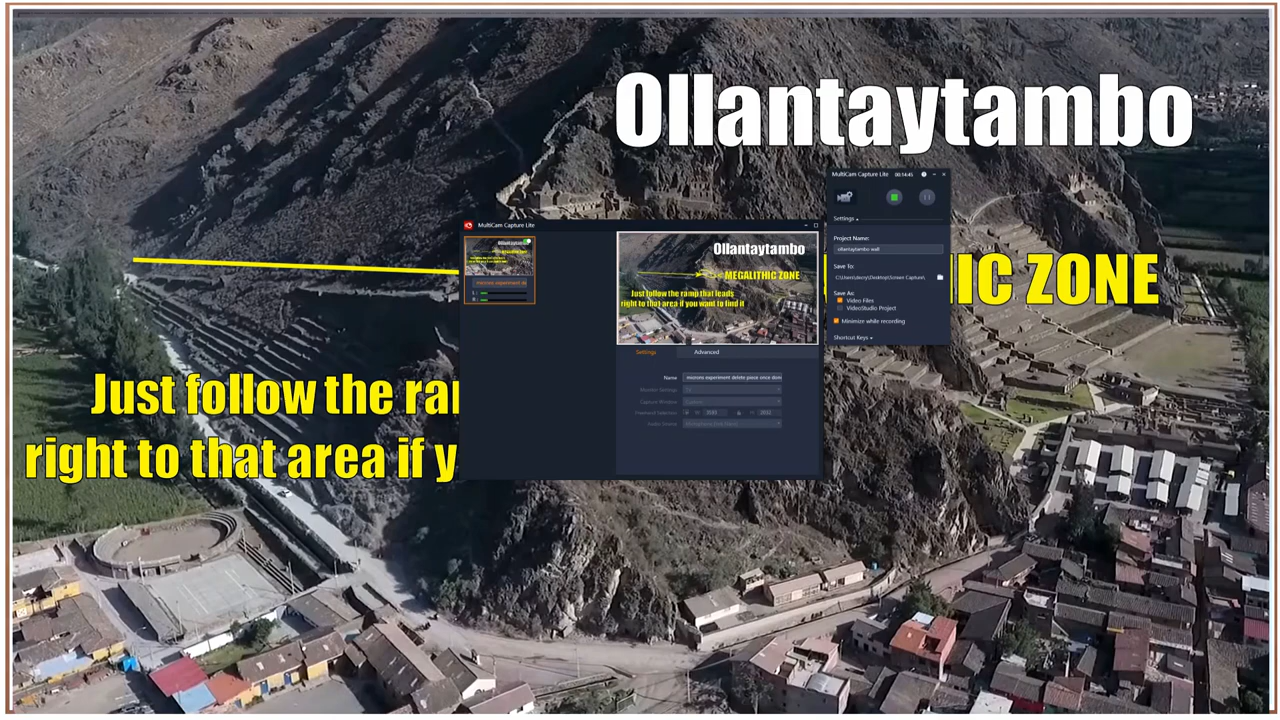 Ollantaytambo
MultiCam Capture Lite 00:14:45
MultiCam Capture Lite
Settings
Project Name:
ollantaytambo wall
Save To:
Save As:
Video Files
VideoStudio Project
Minimize while recording
Shortcut Keys
Ollantaytambo
MEGALITHIC ZONE
Just follow the ramp that leads
right to that area if you want to find it
IC ZONE
Settings Advanced
Name
Just follow the ra
right to that area if y